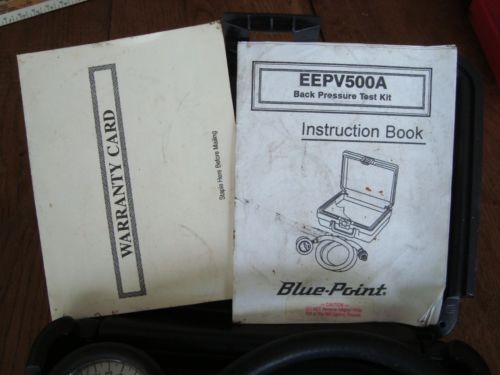 WARRANTY CARD
Staple Here Before Mailing
EEPV500A
Back Pressure Test Kit
Instruction Book
Blue-Point®
CAUTION